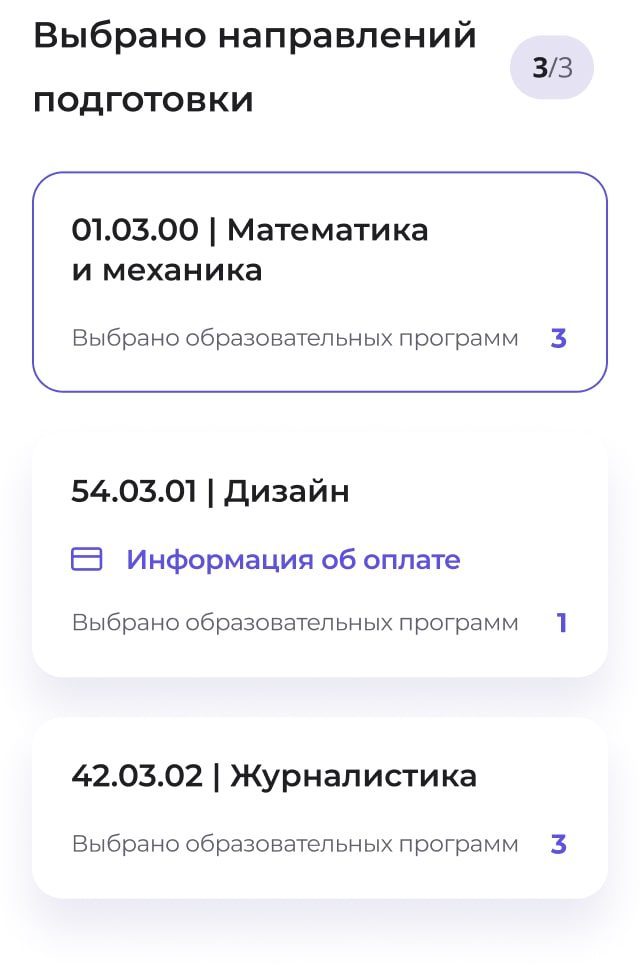 Выбрано направлений
3/3
подготовки
01.03.00 | Математика
и механика
Выбрано образовательных программ 3
54.03.01 | Дизайн
Информация об оплате
Выбрано образовательных программ 1
42.03.02 | Журналистика
Выбрано образовательных программ 3